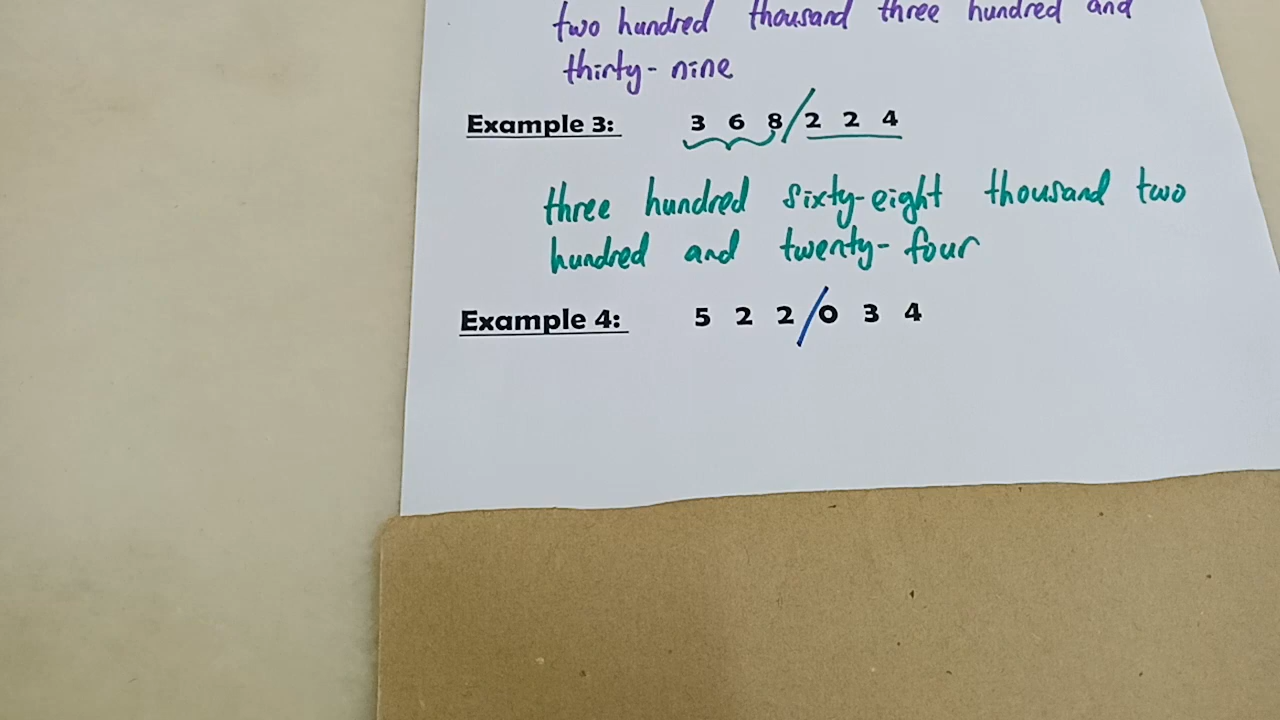 two hundred thousand three hundred and
thirty-nine
Example 3: 3 6 8/2 2 4
three hundred sixty-eight thousand two
hundred and twenty-four
Example 4: 5 2 2/0 3 4